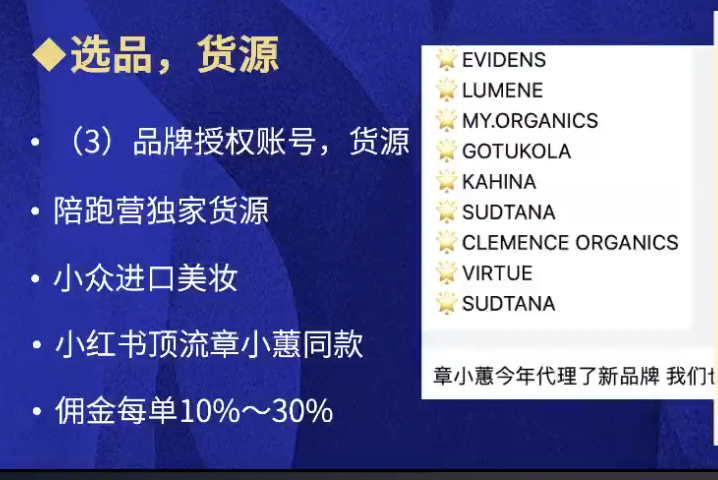 ◆选品，货源
• （3）品牌授权账号，货源
• 陪跑营独家货源
• 小众进口美妆
• 小红书顶流章小蕙同款
• 佣金每单10%～30%
🌟EVIDENS
🌟LUMENE
🌟MY.ORGANICS
🌟GOTUKOLA
🌟KAHINA
🌟SUDTANA
🌟CLEMENCE ORGANICS
🌟VIRTUE
🌟SUDTANA
章小蕙今年代理了新品牌 我们